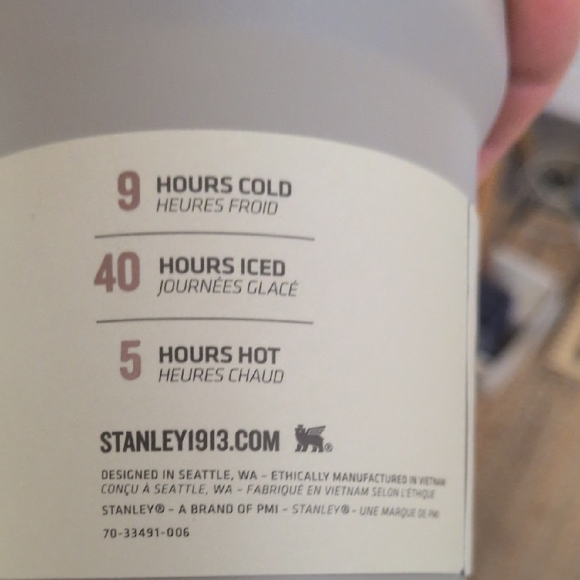 9 HOURS COLD
HEURES FROID
40 HOURS ICED
JOURNÉES GLACÉ
5 HOURS HOT
HEURES CHAUD
STANLEY1913.COM ®
DESIGNED IN SEATTLE, WA – ETHICALLY MANUFACTURED IN VIETNAM
CONÇU À SEATTLE, WA – FABRIQUÉ EN VIETNAM SELON L'ÉTHIQUE
STANLEY® – A BRAND OF PMI – STANLEY® – UNE MARQUE DE PMI
70-33491-006